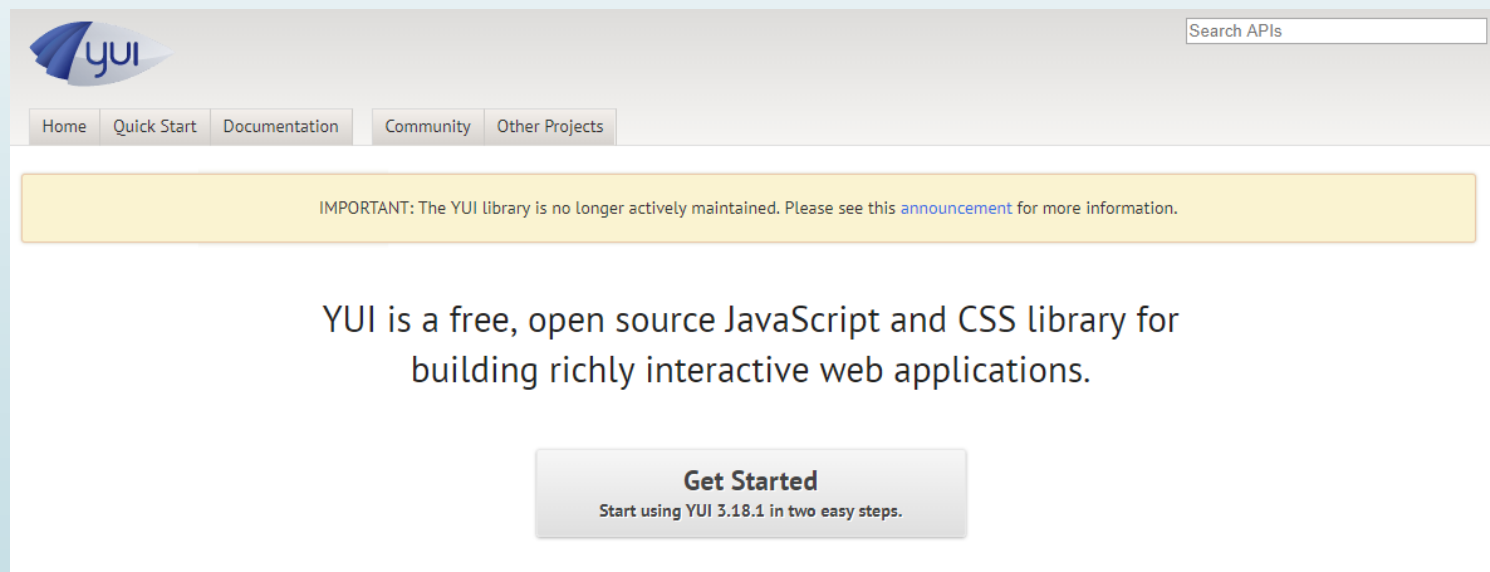 yui
Search APIs
Home Quick Start Documentation Community Other Projects
IMPORTANT: The YUI library is no longer actively maintained. Please see this announcement for more information.
YUI is a free, open source JavaScript and CSS library for
building richly interactive web applications.
Get Started
Start using YUI 3.18.1 in two easy steps.